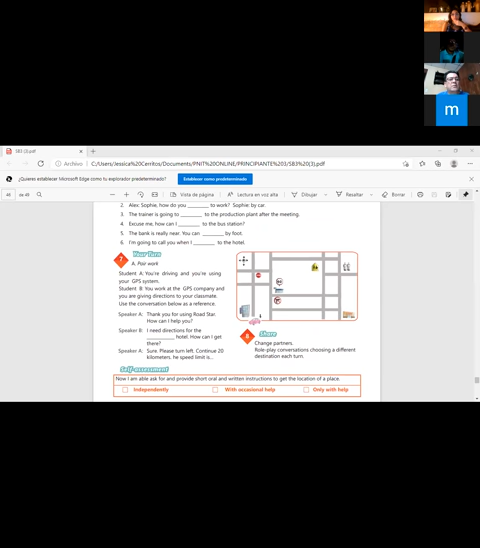 m
SB3 (3).pdf
Archivo
C:/Users/Jessica%20Cerritos/Documents/PNIT%20ONLINE/PRINCIPIANTE%203/SB3%20(3).pdf
¿Quieres establecer Microsoft Edge como tu explorador predeterminado?
Establecer como predeterminado
48
de 48
Vista de página
Lectura en voz alta
Dibujar
Resaltar
Borrar
2. Alex: Sophie, how do you _________ to work? Sophie: by car.
3. The trainer is going to _________ to the production plant after the meeting.
4 Excuse me, how can I _________ to the bus station?
5. The bank is really near. You can _________ by foot.
6. I'm going to call you when I _________ to the hotel.
7
Your Turn
A. Pair work
Student A: You're driving and you're using
your GPS system.
Student B: You work at the GPS company and
you are giving directions to your classmate.
Use the conversation below as a reference.
Speaker A: Thank you for using Road Star.
How can I help you?
Speaker B: I need directions for the
_________ hotel. How can I get
there?
Speaker A: Sure. Please turn left. Continue 20
kilometers, he speed limit is...
8
Share
Change partners.
Role-play conversations choosing a different
destination each turn.
Self-assessment
Now I am able ask for and provide short oral and written instructions to get the location of a place.
Independently
With occasional help
Only with help